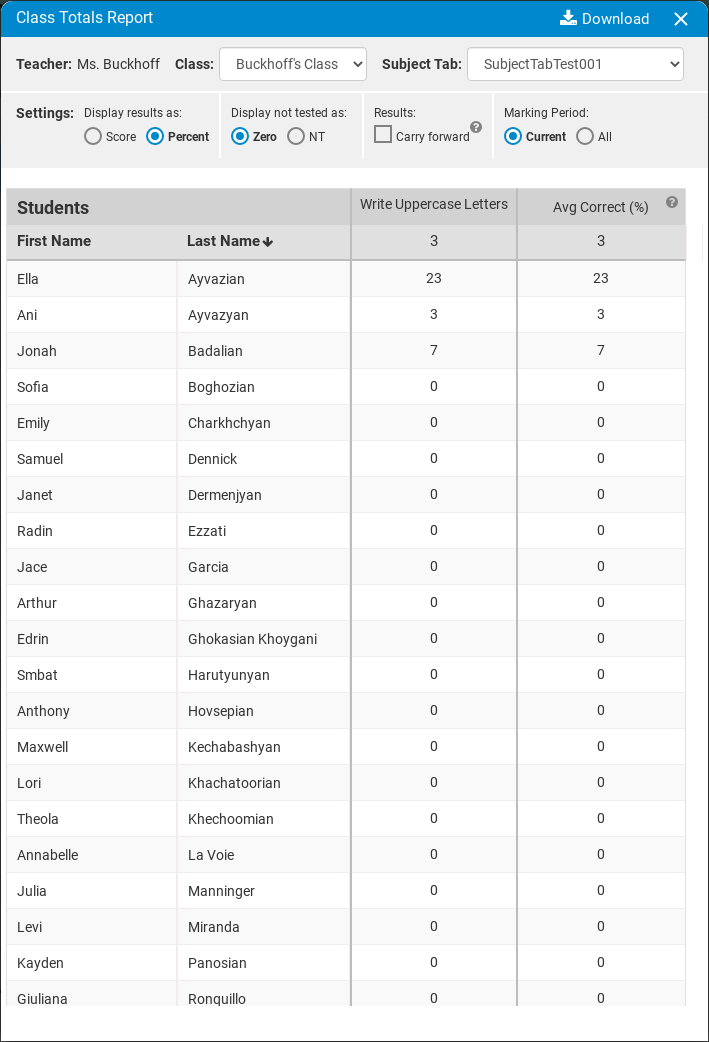 Class Totals Report Download
Teacher: Ms. Buckhoff Class: Buckhoff's Class Subject Tab: SubjectTabTest001
Settings: Display results as: Display not tested as: Results: Marking Period:
Score Percent Zero NT Carry forward ? Current All
Students Write Uppercase Letters Avg Correct (%) ?
First Name Last Name 3 3
Ella Ayvazian 23 23
Ani Ayvazyan 3 3
Jonah Badalian 7 7
Sofia Boghozian 0 0
Emily Charkhchyan 0 0
Samuel Dennick 0 0
Janet Dermenjyan 0 0
Radin Ezzati 0 0
Jace Garcia 0 0
Arthur Ghazaryan 0 0
Edrin Ghokasian Khoygani 0 0
Smbat Harutyunyan 0 0
Anthony Hovsepian 0 0
Maxwell Kechabashyan 0 0
Lori Khachatoorian 0 0
Theola Khechoomian 0 0
Annabelle La Voie 0 0
Julia Manninger 0 0
Levi Miranda 0 0
Kayden Panosian 0 0
Giuliana Ronquillo 0 0